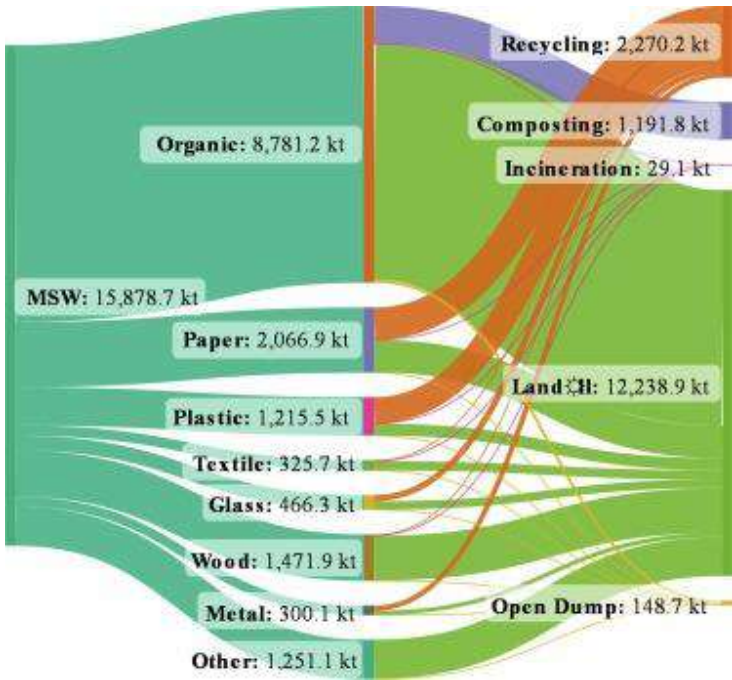 MSW: 15,878.7 kt
Organic: 8,781.2 kt
Paper: 2,066.9 kt
Plastic: 1,215.5 kt
Textile: 325.7 kt
Glass: 466.3 kt
Wood: 1,471.9 kt
Metal: 300.1 kt
Other: 1,251.1 kt
Recycling: 2,270.2 kt
Composting: 1,191.8 kt
Incineration: 29.1 kt
Land☼ll: 12,238.9 kt
Open Dump: 148.7 kt